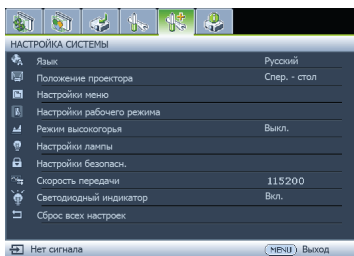 НАСТРОЙКА СИСТЕМЫ
Язык Русский
Положение проектора Спер. - стол
Настройки меню
Настройки рабочего режима
Режим высокогорья Выкл.
Настройки лампы
Настройки безопасн.
Скорость передачи 115200
Светодиодный индикатор Вкл.
Сброс всех настроек
Нет сигнала MENU Выход